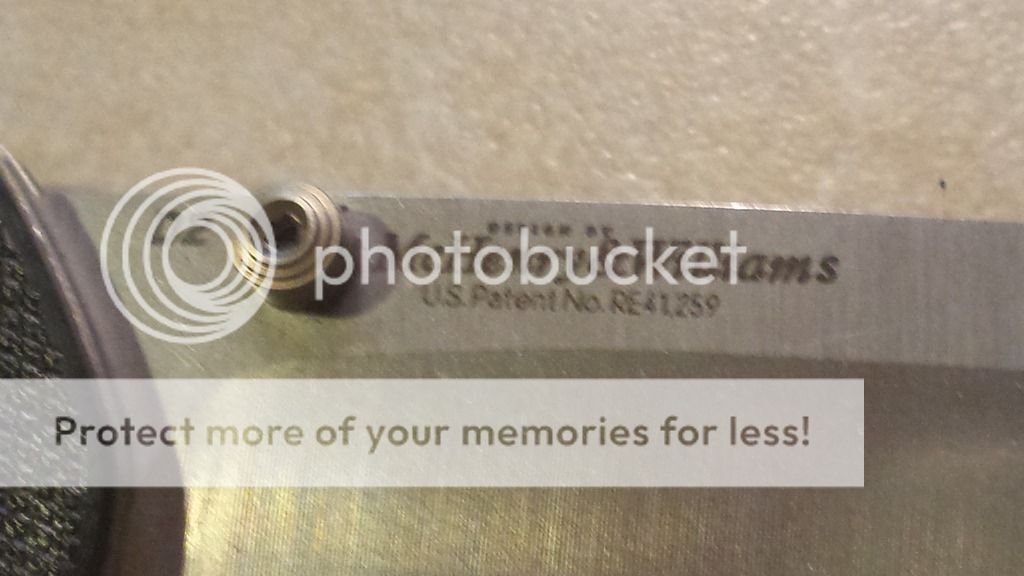 DESIGN BY
photobucket
U.S. Patent No. RE41,259
Protect more of your memories for less!